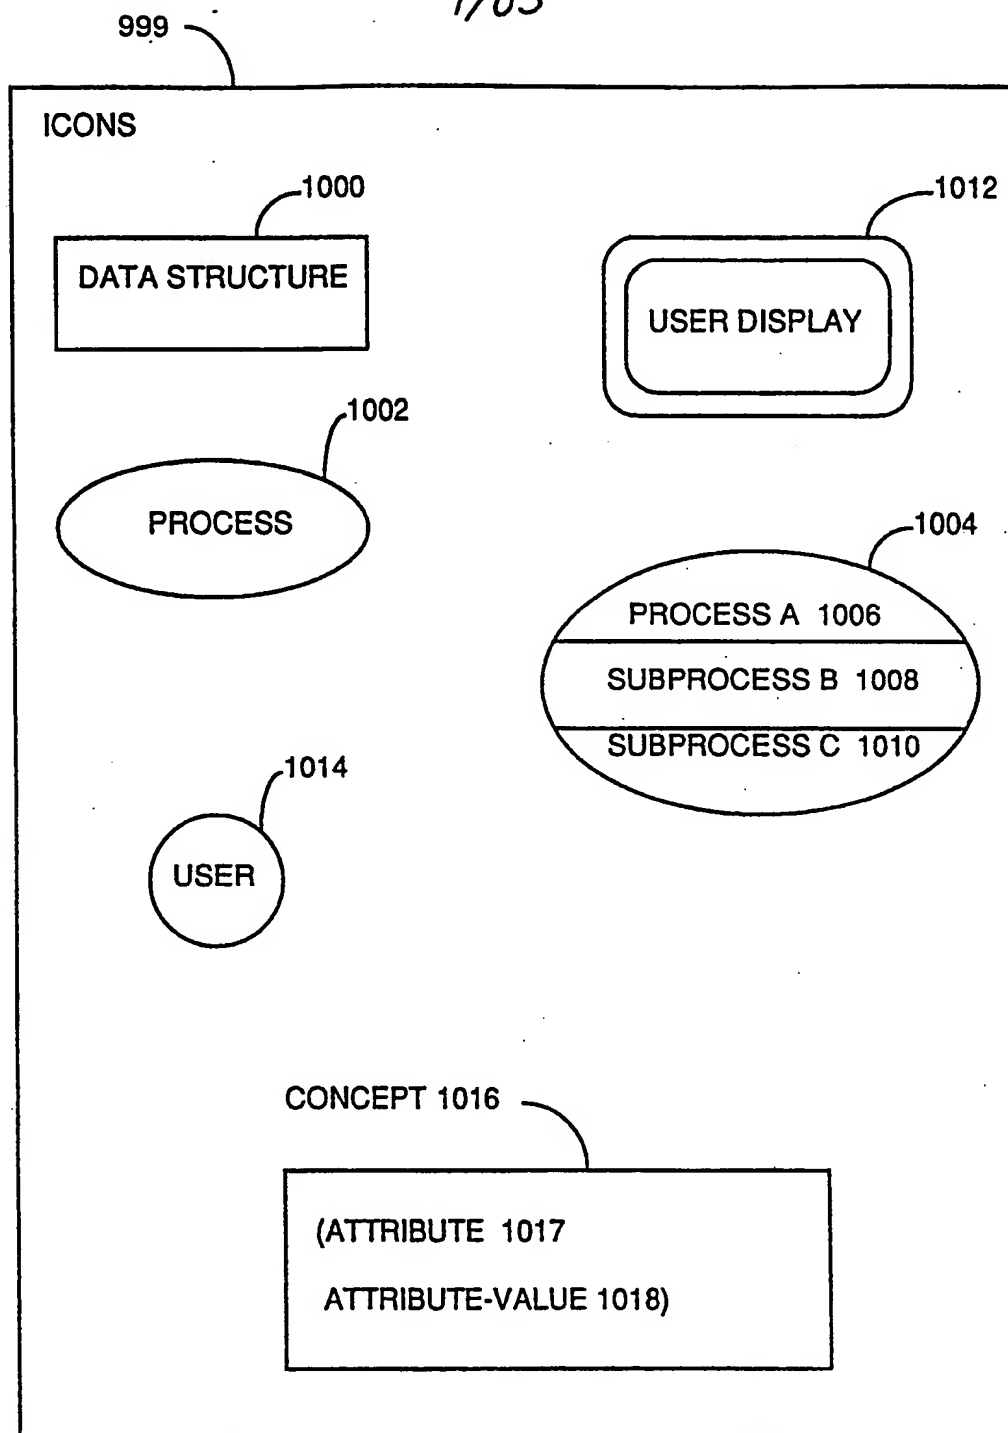 999
ICONS
1000
DATA STRUCTURE
1012
USER DISPLAY
1002
PROCESS
1004
PROCESS A 1006
SUBPROCESS B 1008
SUBPROCESS C 1010
1014
USER
CONCEPT 1016
(ATTRIBUTE 1017
ATTRIBUTE-VALUE 1018)